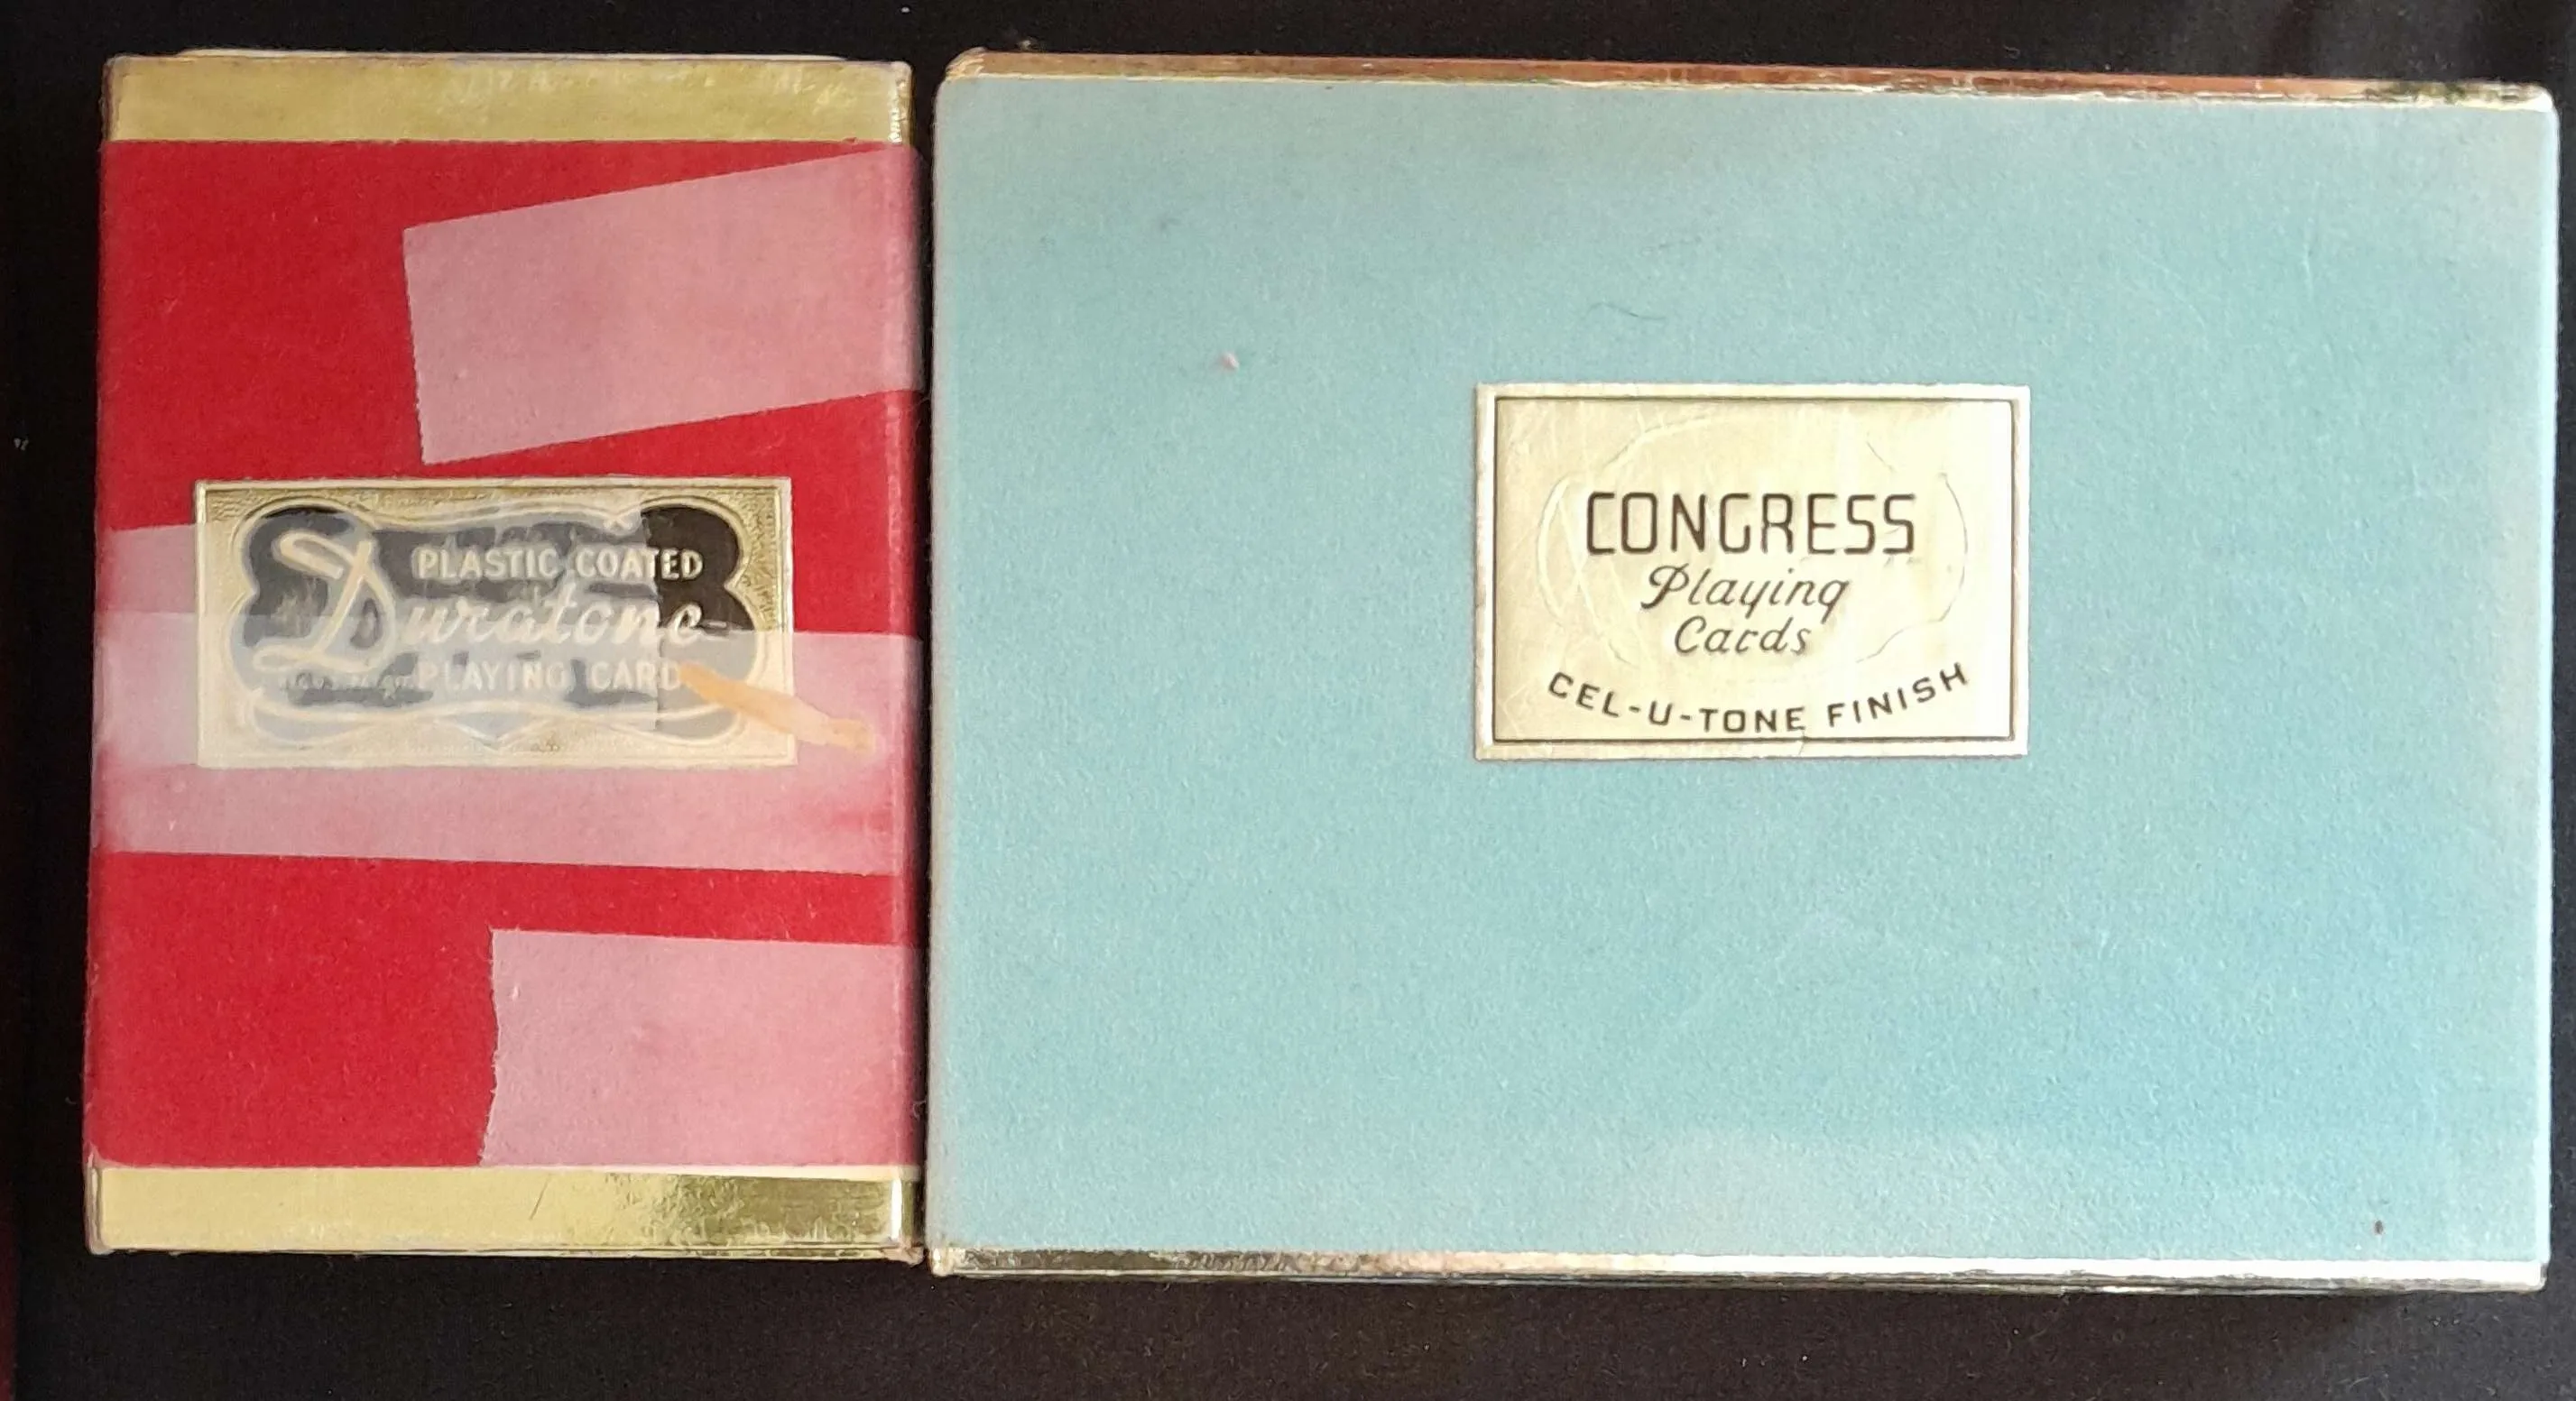 PLASTIC COATED
Duratone
PLAYING CARD
CONGRESS
Playing
Cards
CEL-U-TONE FINISH